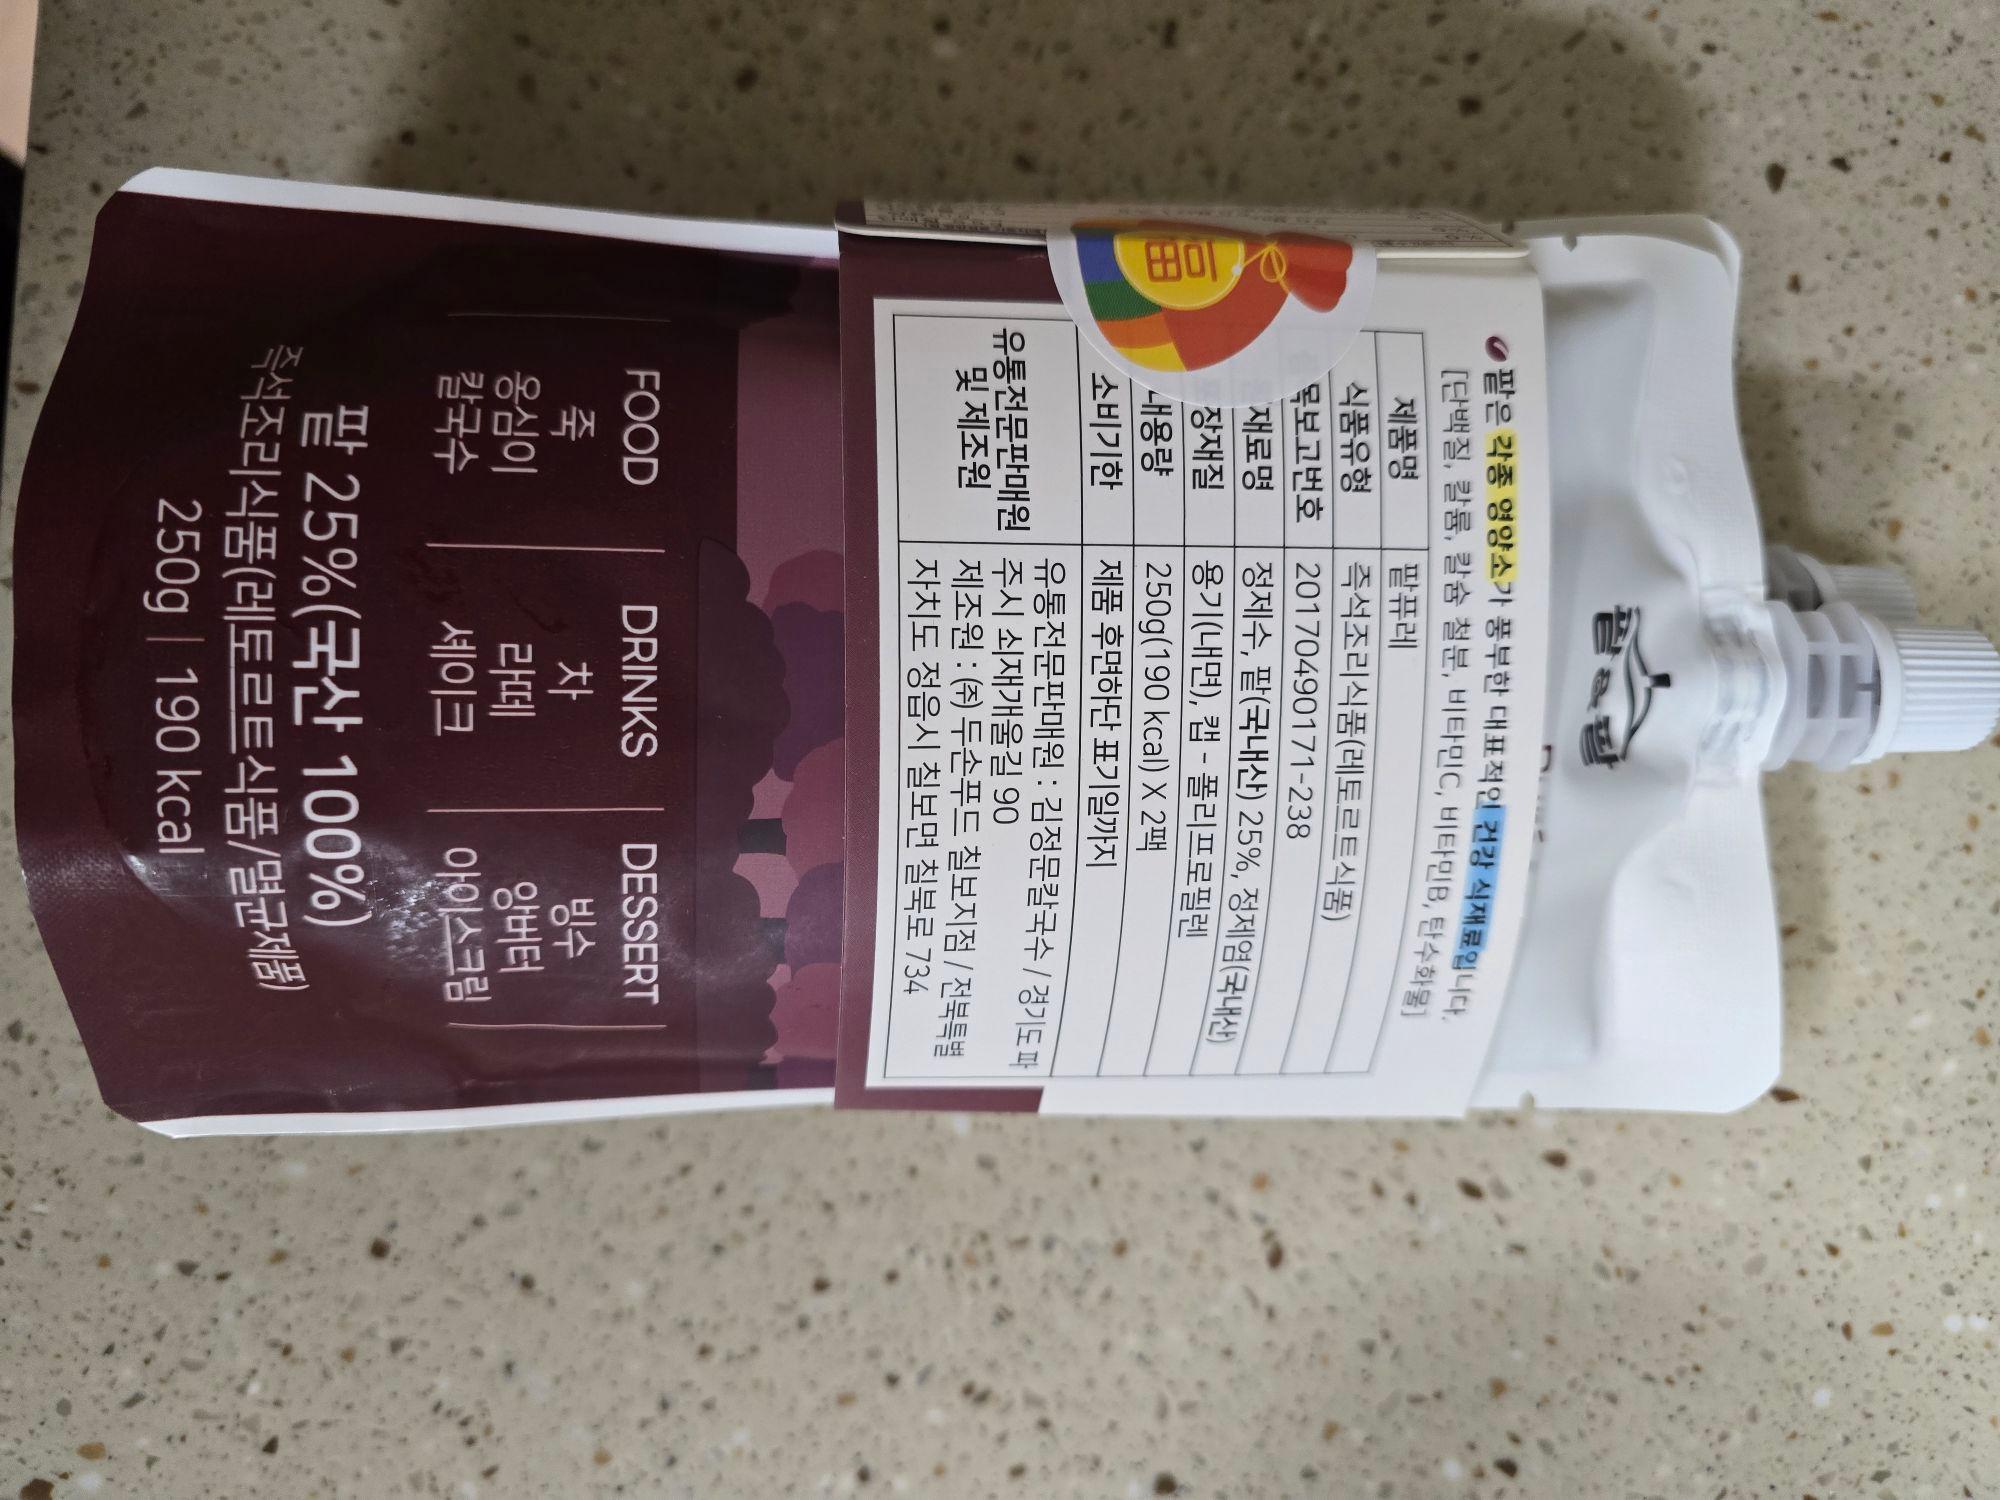 팥&팥
팥은 각종 영양소가 풍부한 대표적인 건강 식재료입니다.
[단백질, 칼륨, 칼슘 철분, 비타민C, 비타민B, 탄수화물]
제품명 팥퓨레
식품유형 즉석조리식품(레토르트식품)
목보고번호 20170490171-238
재료명 정제수, 팥(국내산) 25%, 정제염(국내산)
장재질 용기(내면), 캡 - 폴리프로필렌
내용량 250g(190 kcal) X 2팩
소비기한 제품 후면하단 표기일까지
유통전문판매원
및 제조원
유통전문판매원 : 김정문칼국수 / 경기도 파
주시 쇠재개울길 90
제조원 : ㈜두손푸드 칠보지점 / 전북특별
자치도 정읍시 칠보면 칠북로 734
福
FOOD DRINKS DESSERT
죽 차 빙수
옹심이 라떼 앙버터
칼국수 셰이크 아이스크림
팥 25%(국산 100%)
즉석조리식품(레토르트식품/멸균제품)
250g | 190 kcal